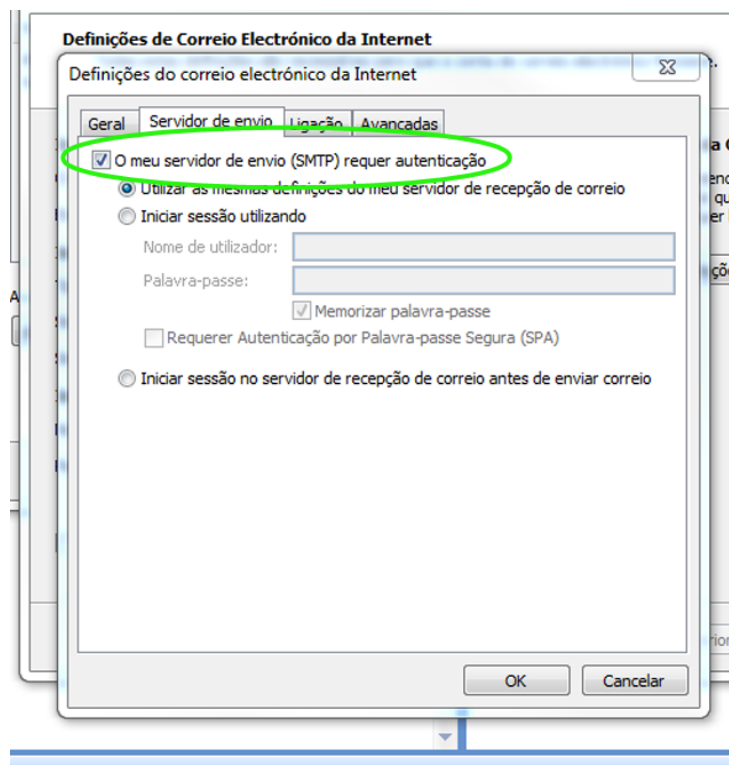 Definições de Correio Electrónico da Internet
Definições do correio electrónico da Internet
Geral Servidor de envio Ligação Avançadas
O meu servidor de envio (SMTP) requer autenticação
Utilizar as mesmas definições do meu servidor de recepção de correio
Iniciar sessão utilizando
Nome de utilizador:
Palavra-passe:
Memorizar palavra-passe
Requerer Autenticação por Palavra-passe Segura (SPA)
Iniciar sessão no servidor de recepção de correio antes de enviar correio
OK Cancelar